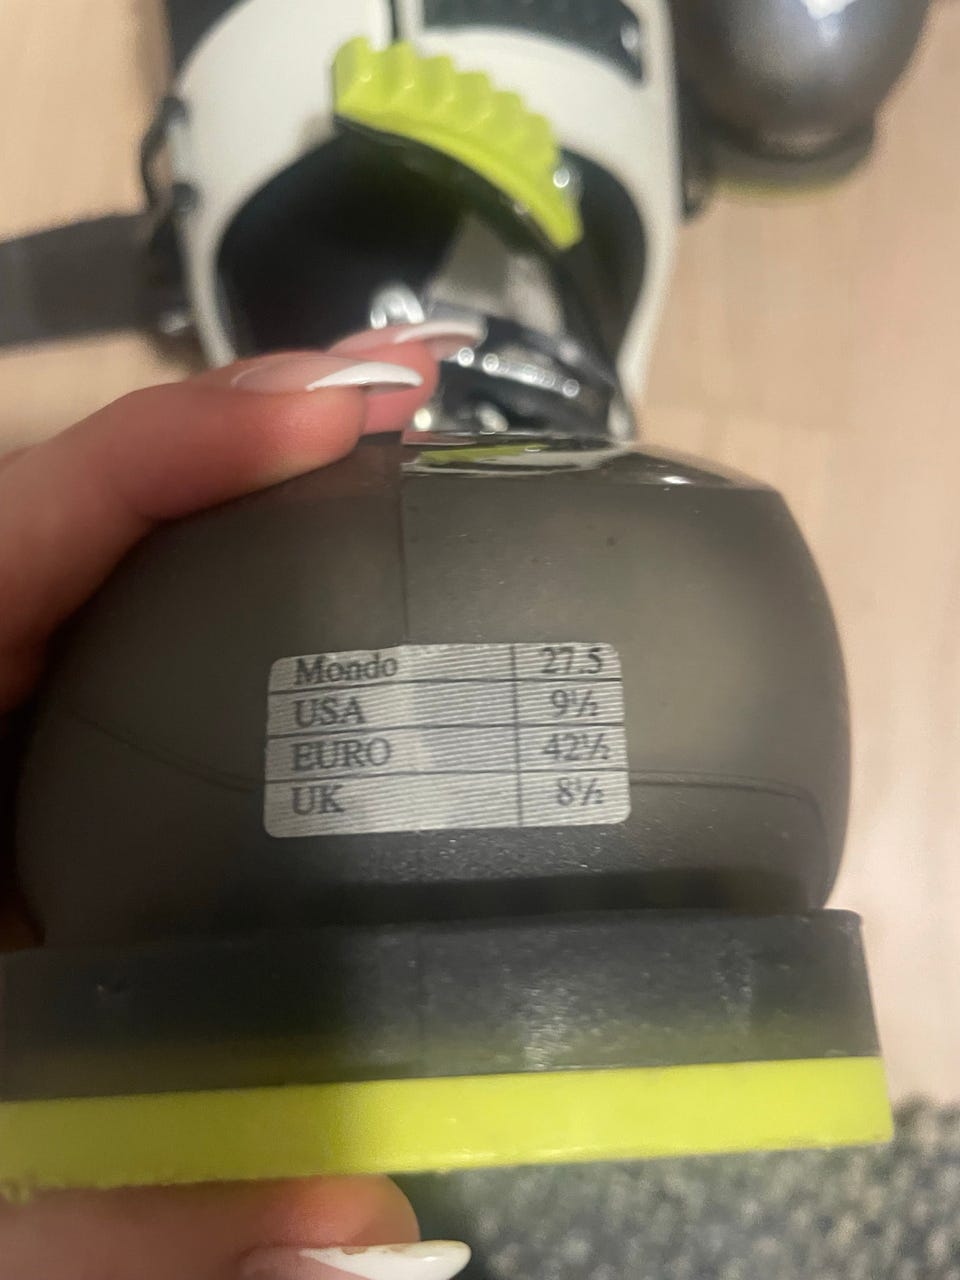 Mondo 27.5
USA 9½
EURO 42½
UK 8½